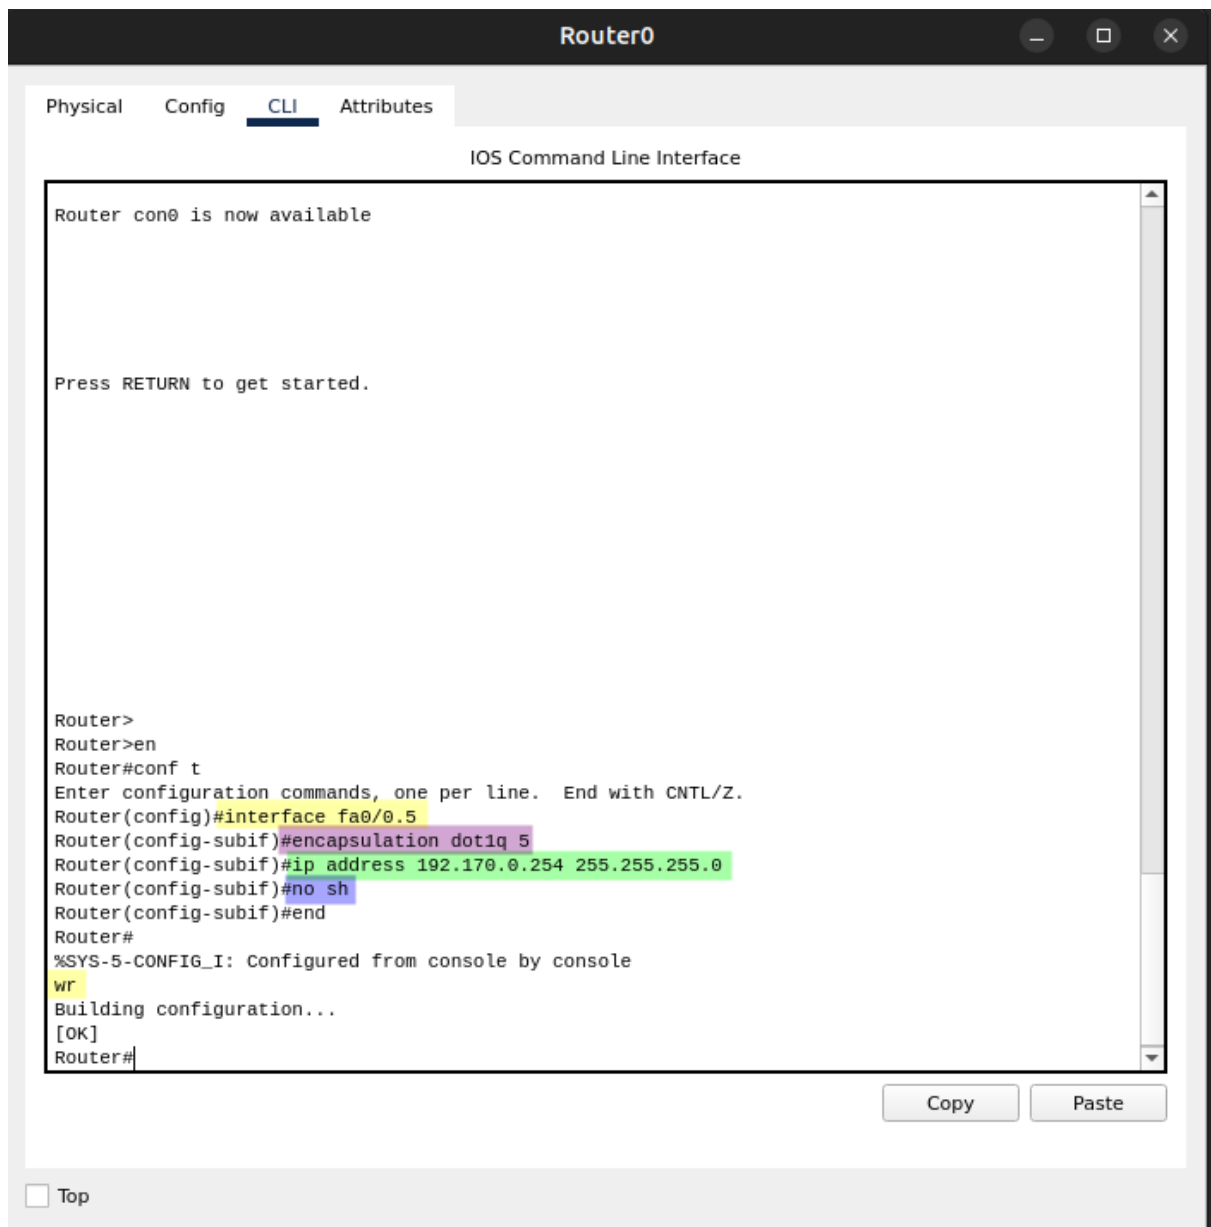 Router0
Physical Config CLI Attributes
IOS Command Line Interface
Router con0 is now available
Press RETURN to get started.
Router>
Router>en
Router#conf t
Enter configuration commands, one per line.  End with CNTL/Z.
Router(config)#interface fa0/0.5
Router(config-subif)#encapsulation dot1q 5
Router(config-subif)#ip address 192.170.0.254 255.255.255.0
Router(config-subif)#no sh
Router(config-subif)#end
Router#
%SYS-5-CONFIG_I: Configured from console by console
wr
Building configuration...
[OK]
Router#
Copy Paste
Top